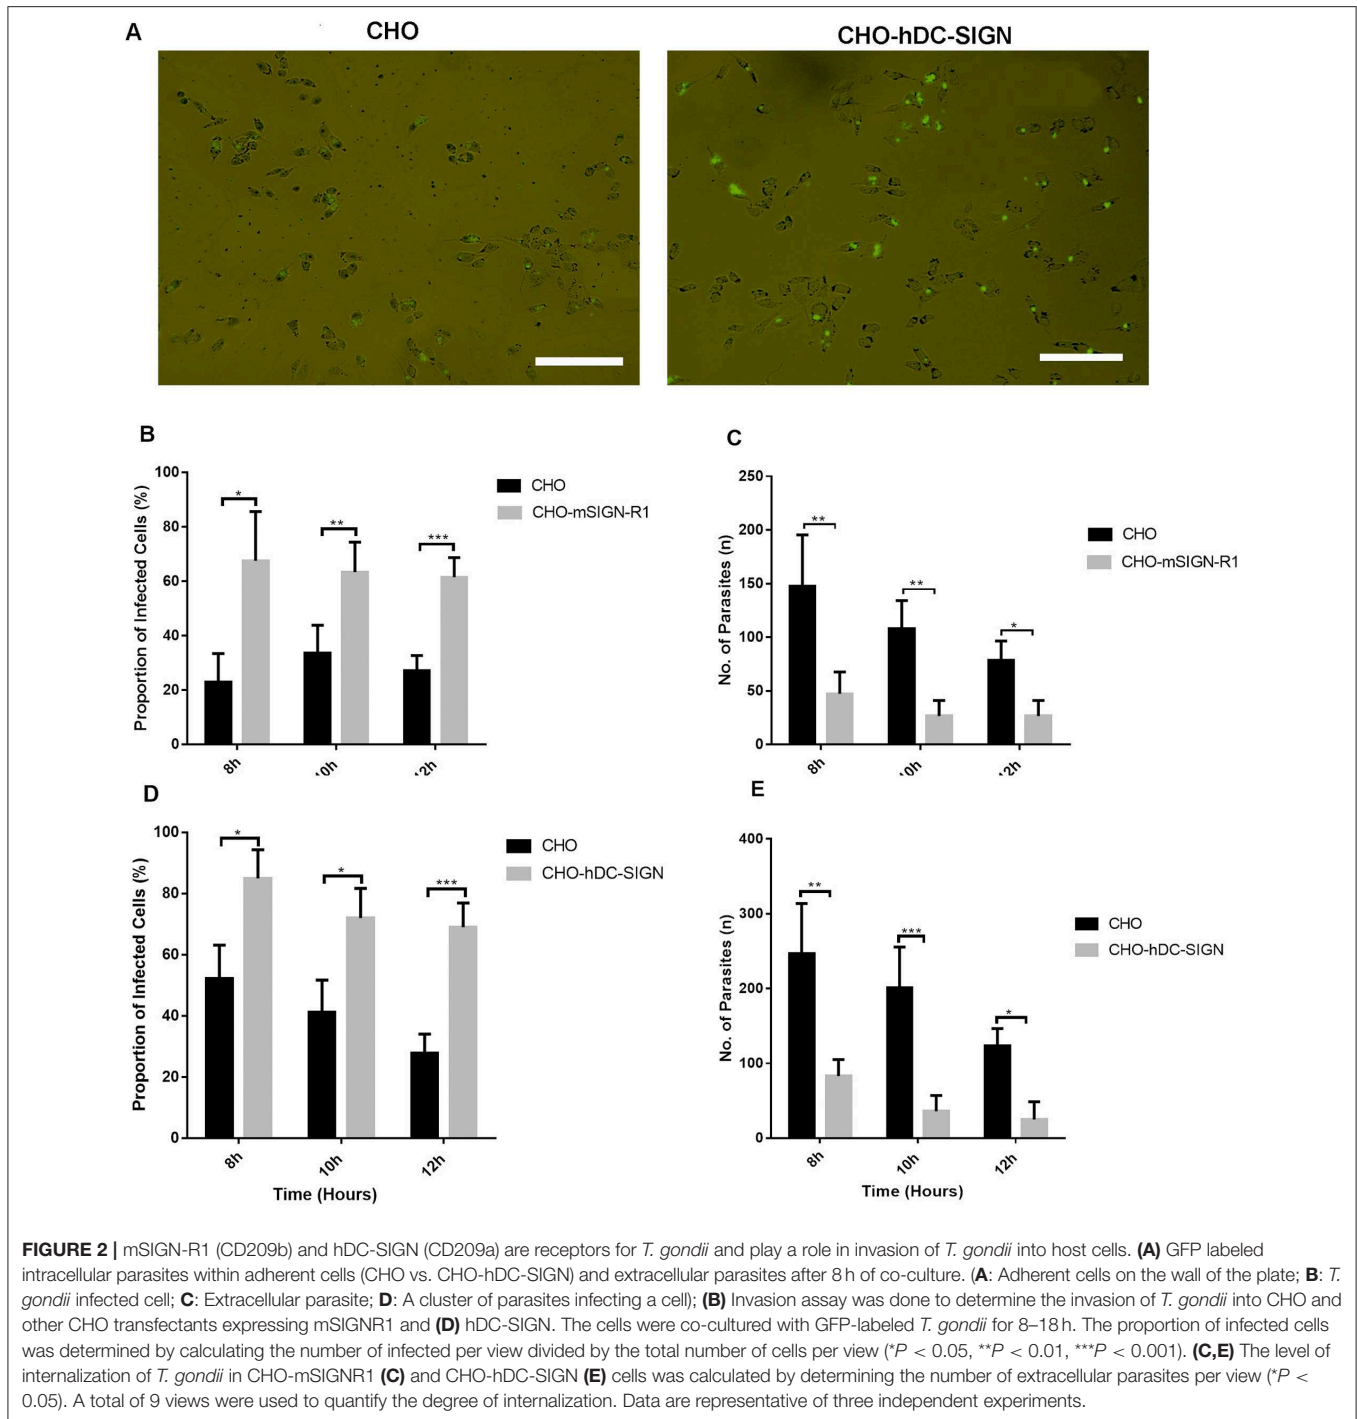 A
CHO
CHO-hDC-SIGN
B
Proportion of Infected Cells (%)
100
80
60
40
20
0
*
**
***
CHO
CHO-mSIGN-R1
8h
10h
12h
C
No. of Parasites (n)
250
200
150
100
50
0
**
**
*
CHO
CHO-mSIGN-R1
8h
10h
12h
D
Proportion of Infected Cells (%)
100
80
60
40
20
0
*
*
***
CHO
CHO-hDC-SIGN
8h
10h
12h
Time (Hours)
E
No. of Parasites (n)
400
300
200
100
0
**
***
*
CHO
CHO-hDC-SIGN
8h
10h
12h
Time (Hours)
FIGURE 2 | mSIGN-R1 (CD209b) and hDC-SIGN (CD209a) are receptors for T. gondii and play a role in invasion of T. gondii into host cells. (A) GFP labeled
intracellular parasites within adherent cells (CHO vs. CHO-hDC-SIGN) and extracellular parasites after 8 h of co-culture. (A: Adherent cells on the wall of the plate; B: T.
gondii infected cell; C: Extracellular parasite; D: A cluster of parasites infecting a cell); (B) Invasion assay was done to determine the invasion of T. gondii into CHO and
other CHO transfectants expressing mSIGNR1 and (D) hDC-SIGN. The cells were co-cultured with GFP-labeled T. gondii for 8–18 h. The proportion of infected cells
was determined by calculating the number of infected per view divided by the total number of cells per view (*P < 0.05, **P < 0.01, ***P < 0.001). (C,E) The level of
internalization of T. gondii in CHO-mSIGNR1 (C) and CHO-hDC-SIGN (E) cells was calculated by determining the number of extracellular parasites per view (*P <
0.05). A total of 9 views were used to quantify the degree of internalization. Data are representative of three independent experiments.